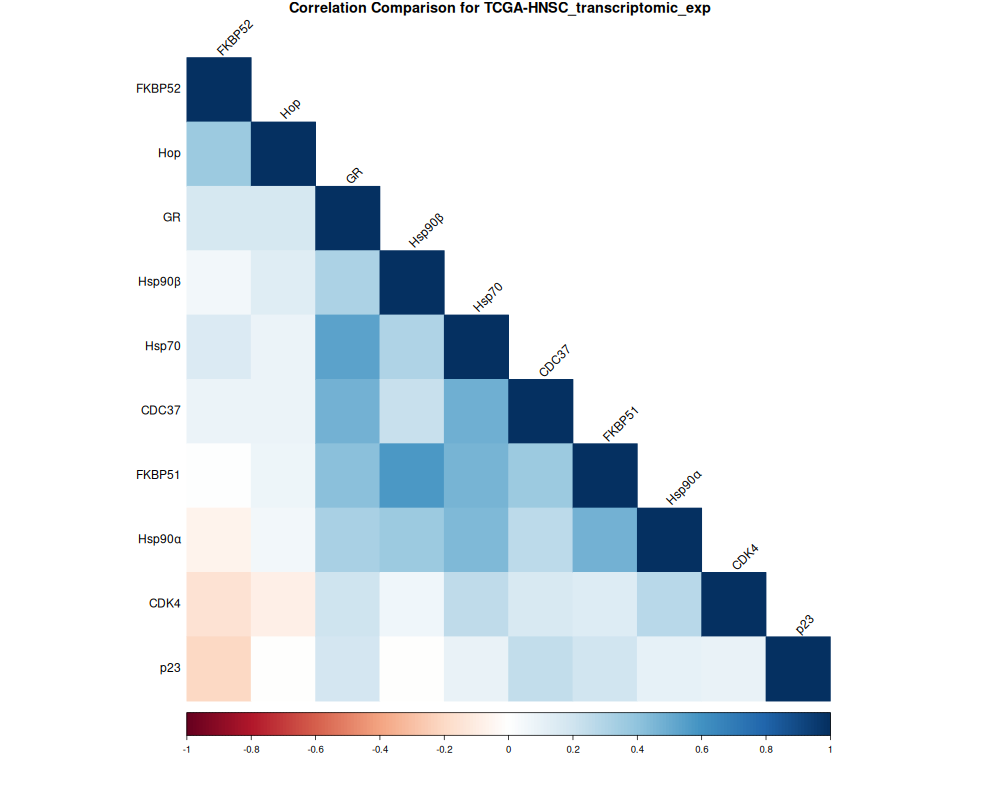 Correlation Comparison for TCGA-HNSC_transcriptomic_exp
FKBP52
FKBP52
Hop
Hop
GR
GR
Hsp90β
Hsp90β
Hsp70
Hsp70
CDC37
CDC37
FKBP51
FKBP51
Hsp90α
Hsp90α
CDK4
CDK4
p23
p23
-1 -0.8 -0.6 -0.4 -0.2 0 0.2 0.4 0.6 0.8 1